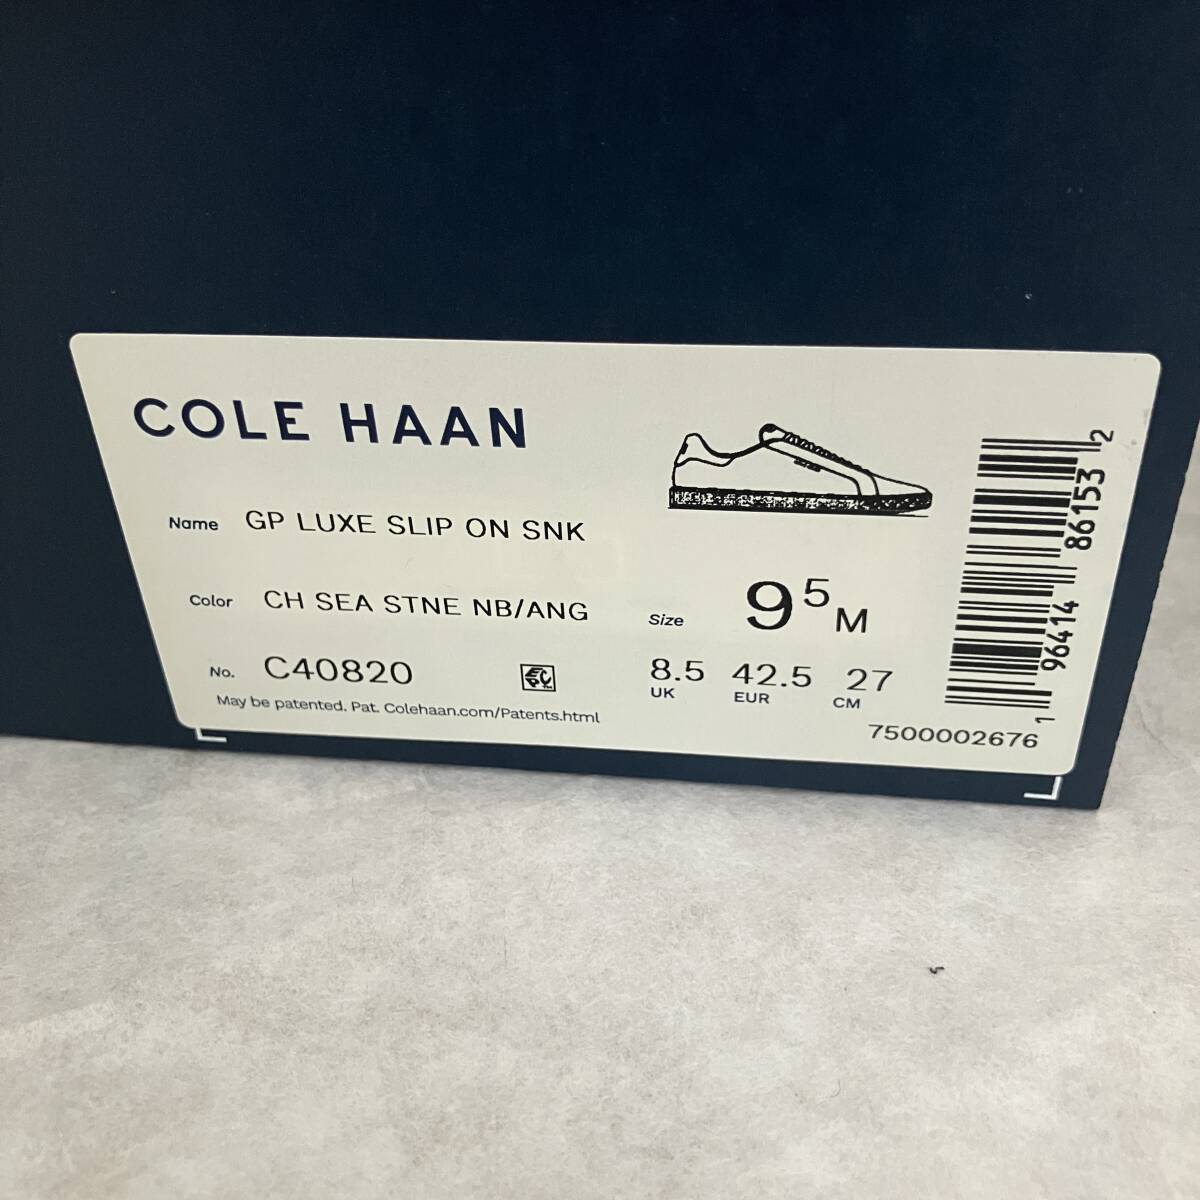 COLE HAAN
Name GP LUXE SLIP ON SNK
Color CH SEA STNE NB/ANG
Size 9 5 M
No. C40820
8.5 42.5 27
UK EUR CM
May be patented. Pat. Colehaan.com/Patents.html
7500002676
1 96414 86153 2